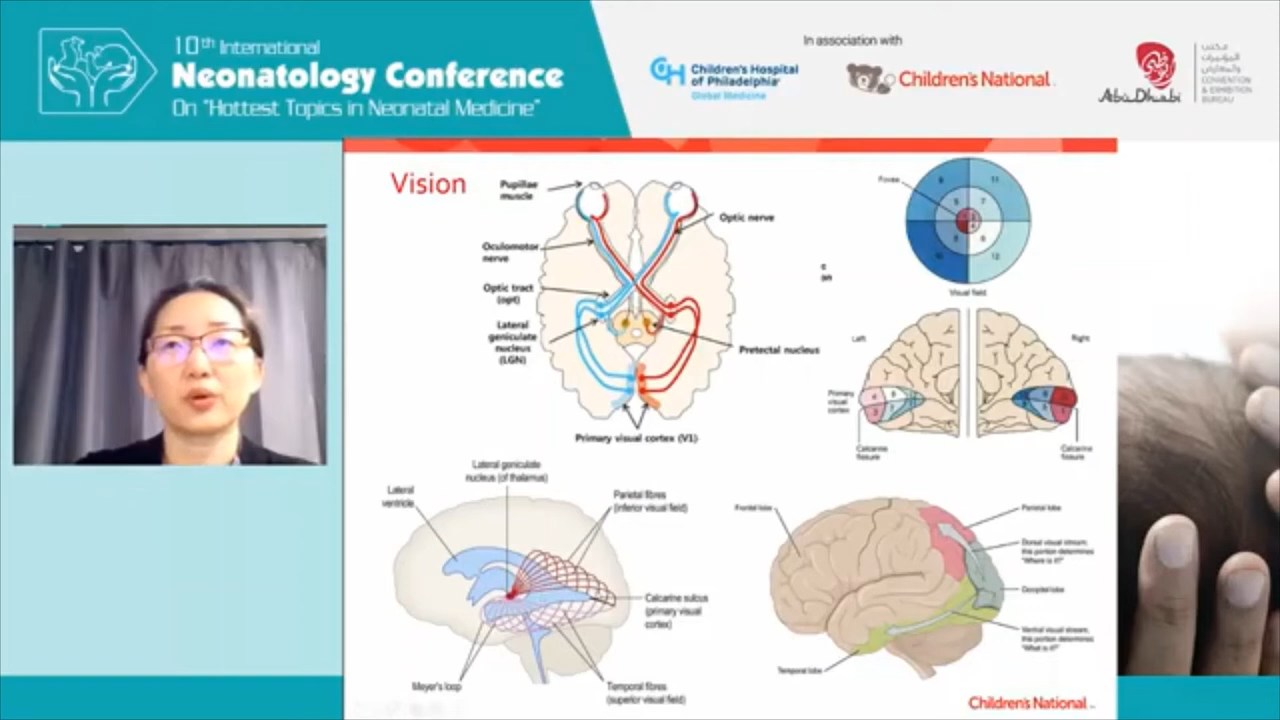 10th International
Neonatology Conference
On "Hottest Topics in Neonatal Medicine"
In association with
Children's Hospital
of Philadelphia
Global Medicine
Children's National
Abu Dhabi
CONVENTION
& EXHIBITION
BUREAU
Vision
Pupillae
muscle
Oculomotor
nerve
Optic tract
(opt)
Lateral
geniculate
nucleus
(LGN)
Optic nerve
Pretectal nucleus
Primary visual cortex (V1)
Fovea
11
7
12
Visual field
Left
Right
Primary
visual
cortex
Calcarine
fissure
Calcarine
fissure
Lateral geniculate
nucleus (of thalamus)
Lateral
ventricle
Parietal fibres
(inferior visual field)
Calcarine sulcus
(primary visual
cortex)
Meyer's loop
Temporal fibres
(superior visual field)
Frontal lobe
Parietal lobe
Dorsal visual stream:
this portion determines
"Where is it?"
Occipital lobe
Ventral visual stream:
this portion determines
"What is it?"
Temporal lobe
Children's National